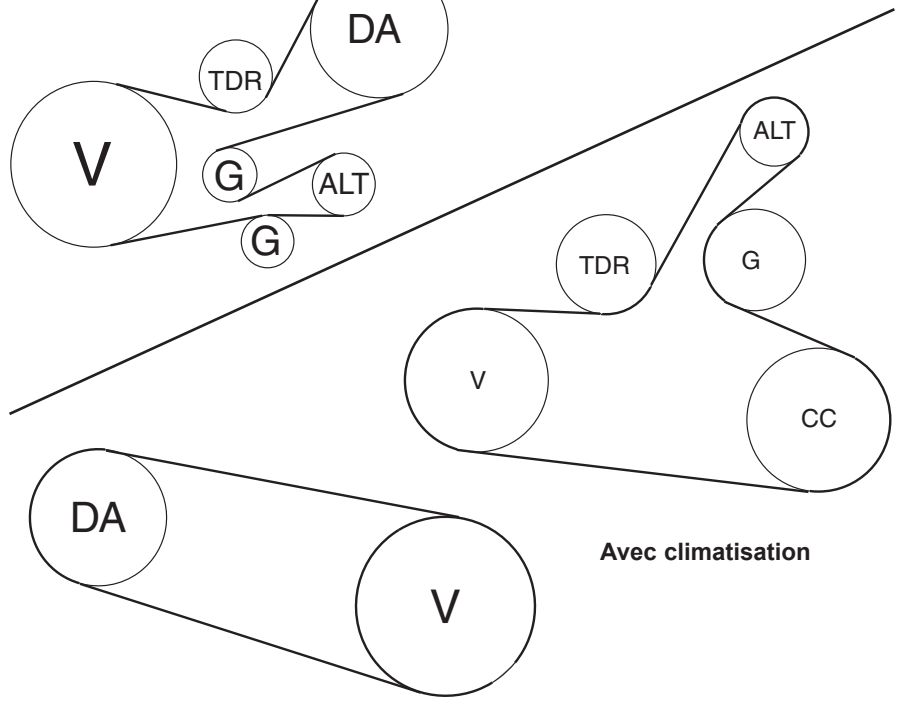 DA
TDR
V
G
ALT
G
ALT
TDR
G
V
CC
DA
V
Avec climatisation